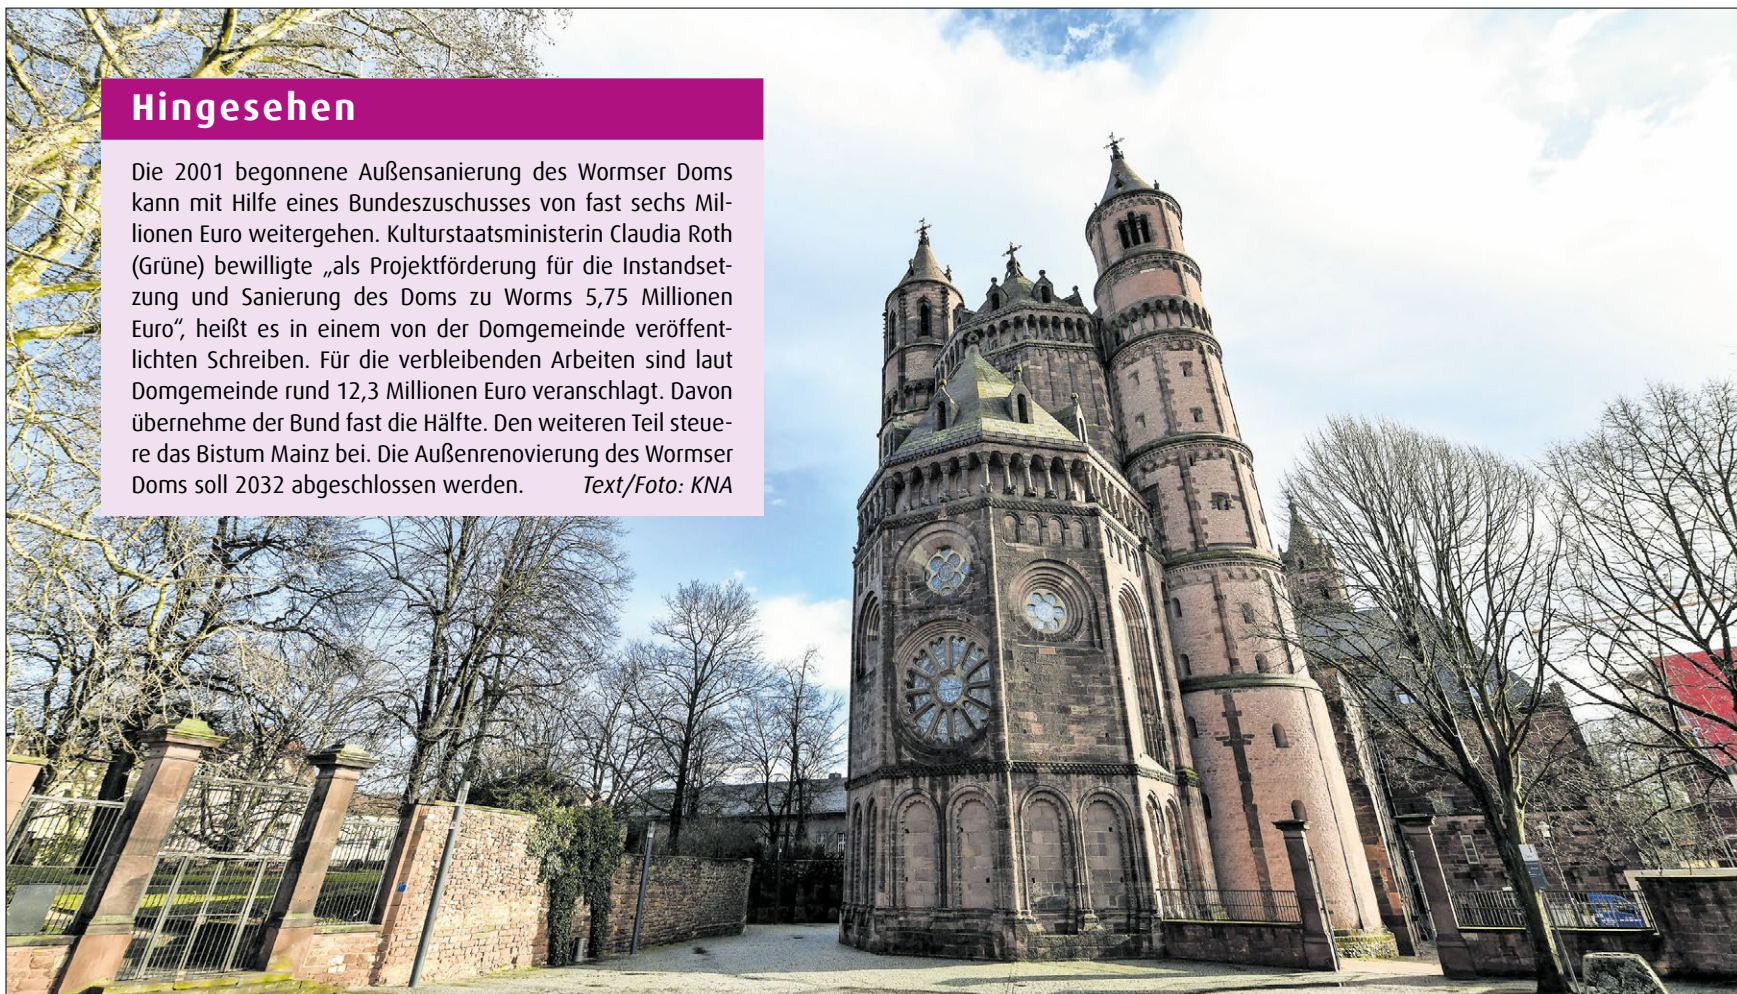 Hingesehen
Die 2001 begonnene Außensanierung des Wormser Doms
kann mit Hilfe eines Bundeszuschusses von fast sechs Mil-
lionen Euro weitergehen. Kulturstaatsministerin Claudia Roth
(Grüne) bewilligte „als Projektförderung für die Instandset-
zung und Sanierung des Doms zu Worms 5,75 Millionen
Euro“, heißt es in einem von der Domgemeinde veröffent-
lichten Schreiben. Für die verbleibenden Arbeiten sind laut
Domgemeinde rund 12,3 Millionen Euro veranschlagt. Davon
übernehme der Bund fast die Hälfte. Den weiteren Teil steue-
re das Bistum Mainz bei. Die Außenrenovierung des Wormser
Doms soll 2032 abgeschlossen werden. Text/Foto: KNA